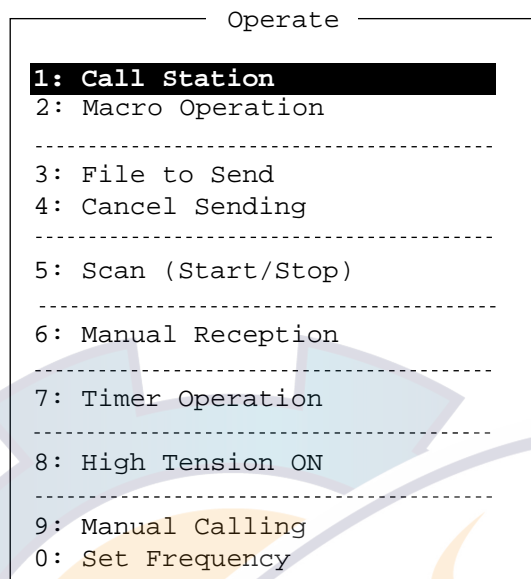 Operate
1: Call Station
2: Macro Operation
3: File to Send
4: Cancel Sending
5: Scan (Start/Stop)
6: Manual Reception
7: Timer Operation
8: High Tension ON
9: Manual Calling
0: Set Frequency